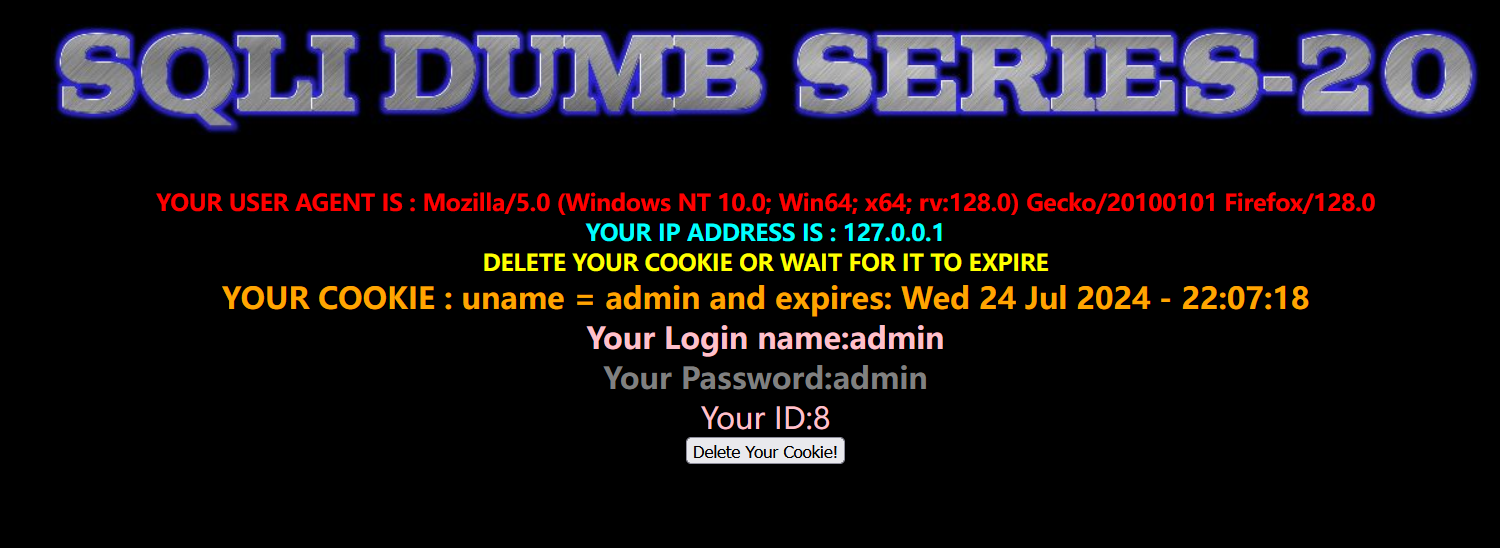 SQLI DUMB SERIES-20
YOUR USER AGENT IS : Mozilla/5.0 (Windows NT 10.0; Win64; x64; rv:128.0) Gecko/20100101 Firefox/128.0
YOUR IP ADDRESS IS : 127.0.0.1
DELETE YOUR COOKIE OR WAIT FOR IT TO EXPIRE
YOUR COOKIE : uname = admin and expires: Wed 24 Jul 2024 - 22:07:18
Your Login name:admin
Your Password:admin
Your ID:8
Delete Your Cookie!